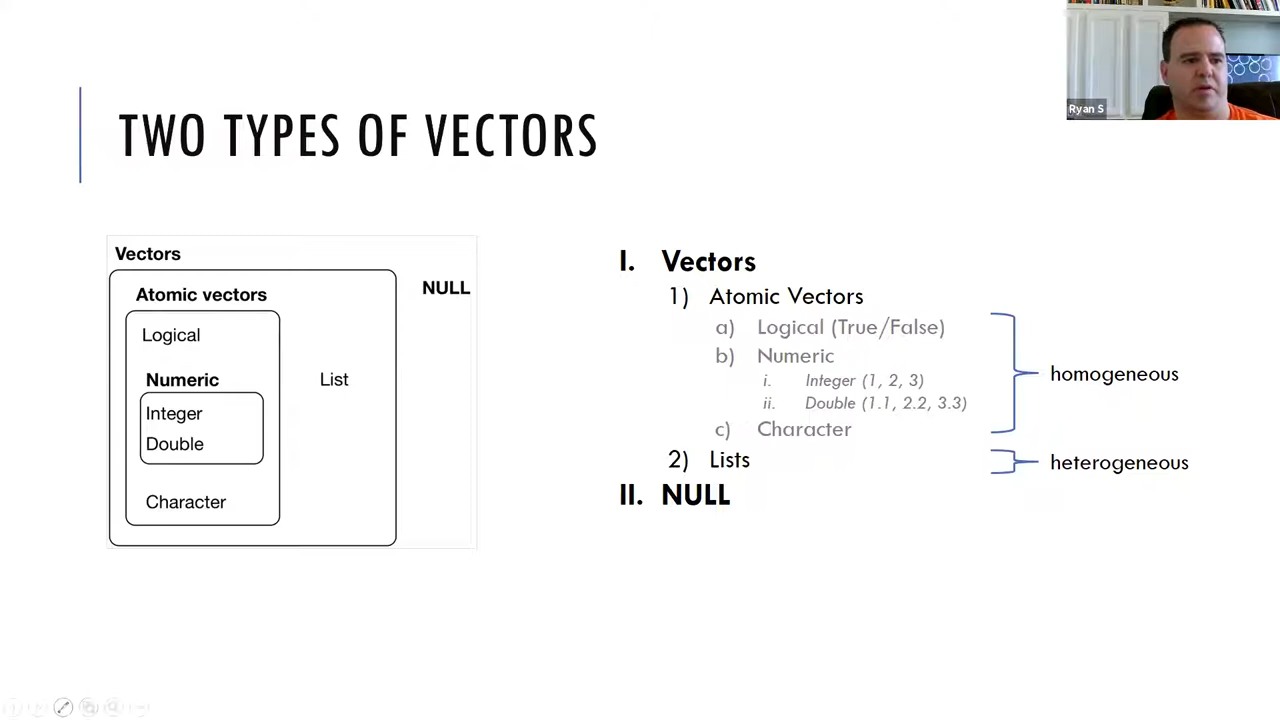 Ryan S
TWO TYPES OF VECTORS
Vectors
NULL
Atomic vectors
Logical
Numeric
List
Integer
Double
Character
I. Vectors
1) Atomic Vectors
a) Logical (True/False)
b) Numeric
i. Integer (1, 2, 3)
ii. Double (1.1, 2.2, 3.3)
c) Character
homogeneous
2) Lists
heterogeneous
II. NULL